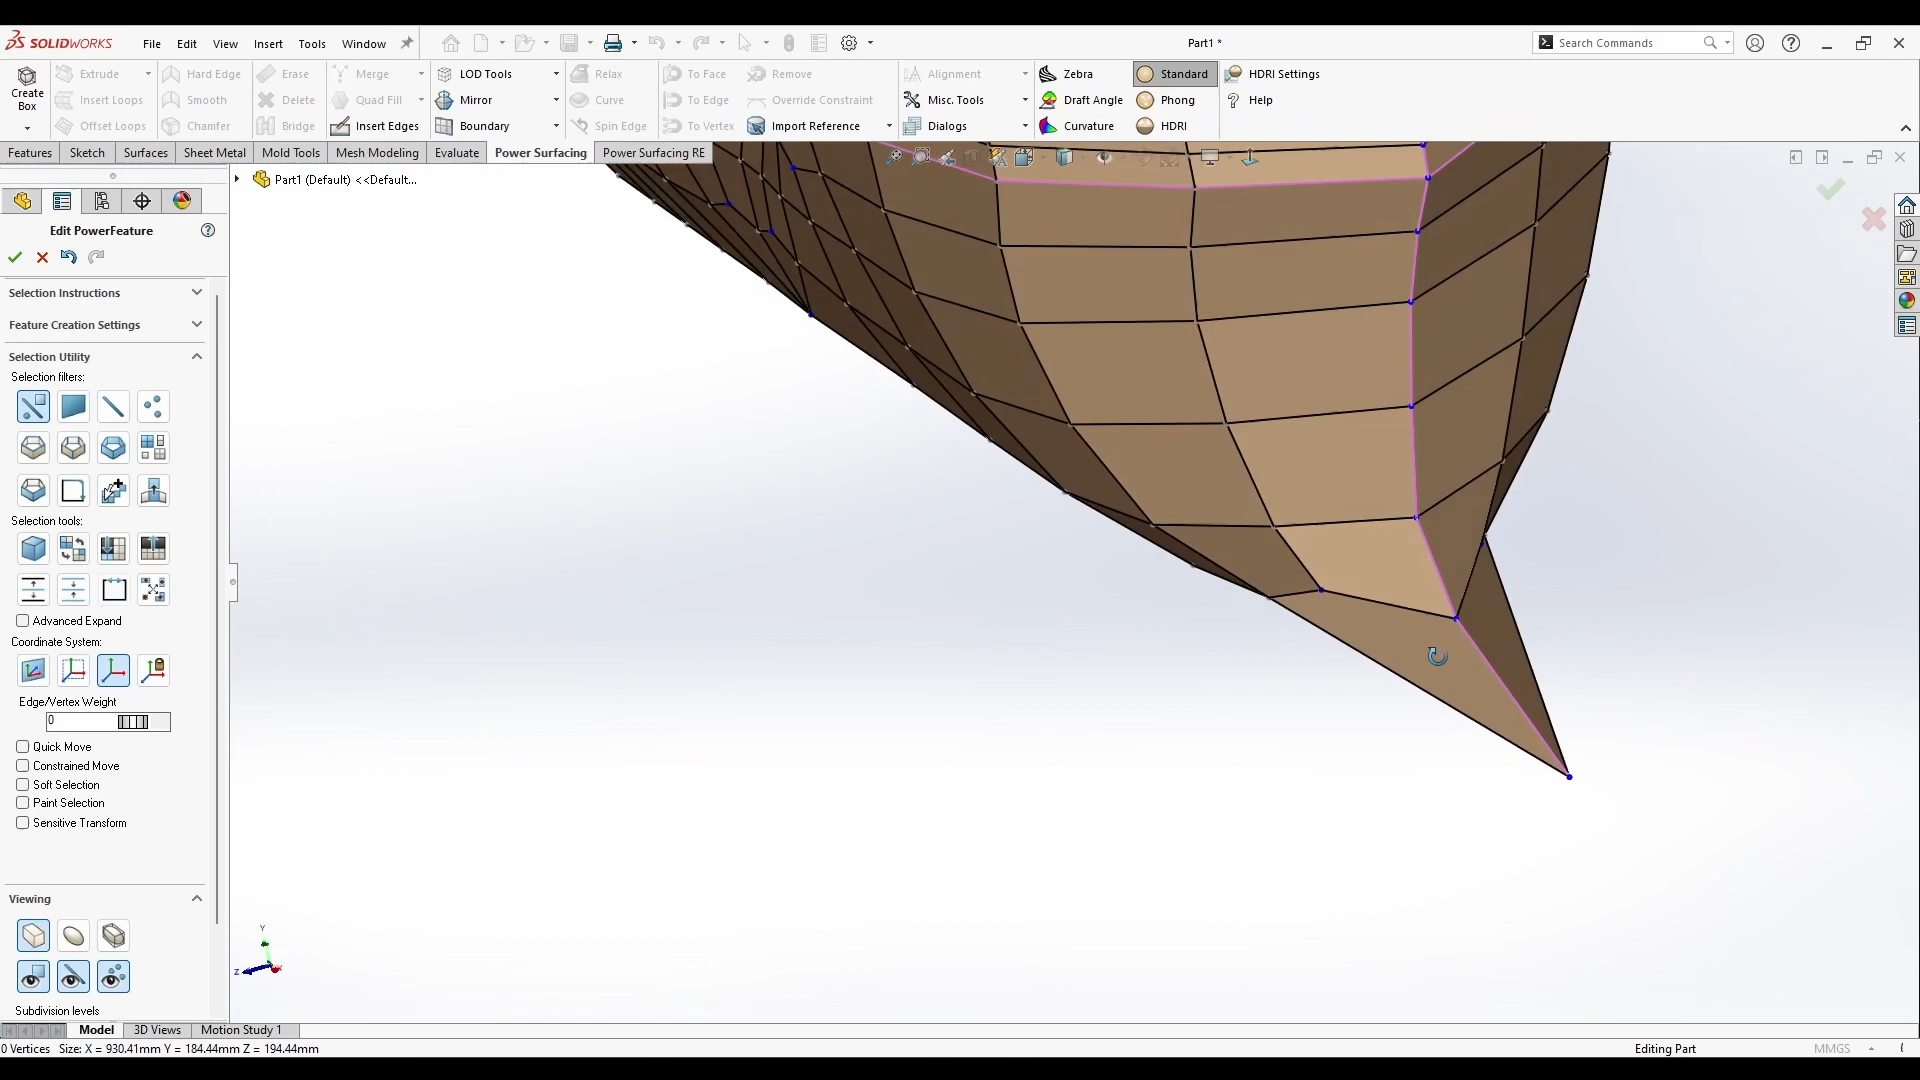 SOLIDWORKS File Edit View Insert Tools Window Part1 * Search Commands
Create Box
Extrude Hard Edge Erase Merge LOD Tools Relax To Face Remove Alignment Zebra Standard HDRI Settings
Insert Loops Smooth Delete Quad Fill Mirror Curve To Edge Override Constraint Misc. Tools Draft Angle Phong Help
Offset Loops Chamfer Bridge Insert Edges Boundary Spin Edge To Vertex Import Reference Dialogs Curvature HDRI
Features Sketch Surfaces Sheet Metal Mold Tools Mesh Modeling Evaluate Power Surfacing Power Surfacing RE
Part1 (Default) <<Default...
Edit PowerFeature
Selection Instructions
Feature Creation Settings
Selection Utility
Selection filters:
Selection tools:
Advanced Expand
Coordinate System:
Edge/Vertex Weight
0
Quick Move
Constrained Move
Soft Selection
Paint Selection
Sensitive Transform
Viewing
Y
Z
Subdivision levels
Model 3D Views Motion Study 1
0 Vertices Size: X = 930.41mm Y = 184.44mm Z = 194.44mm Editing Part MMGS